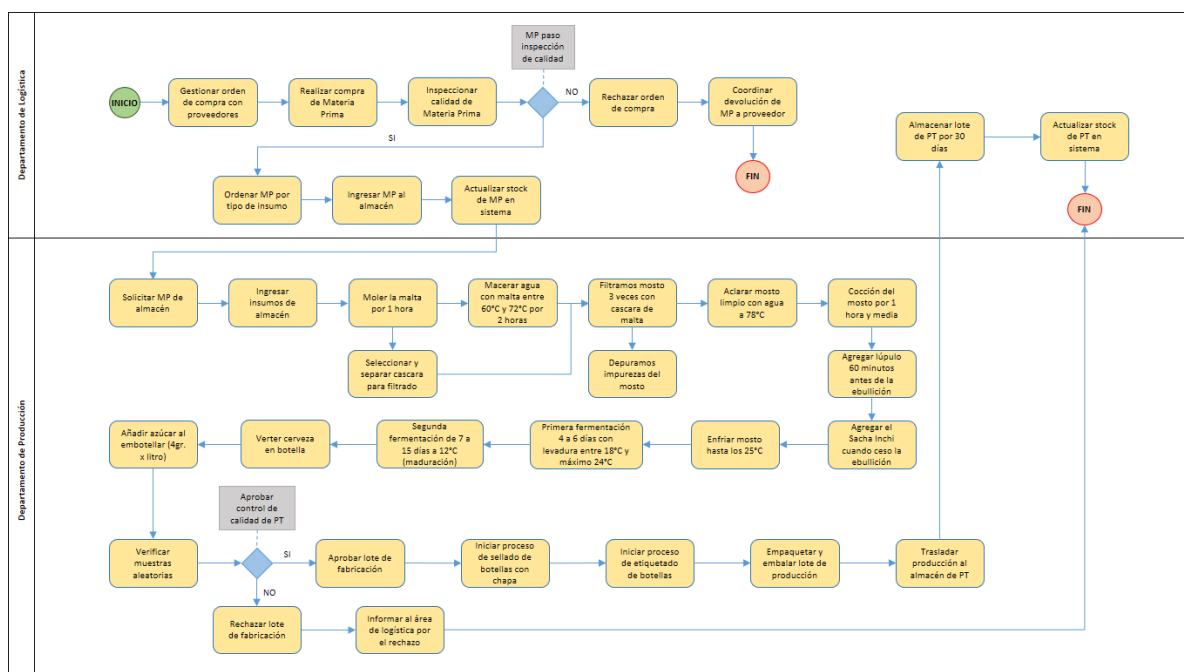 Departamento de Logística
MP paso
inspección
de calidad
INICIO
Gestionar orden
de compra con
proveedores
Realizar compra
de Materia
Prima
Inspeccionar
calidad de
Materia Prima
NO
Rechazar orden
de compra
Coordinar
devolución de
MP a proveedor
FIN
SI
Ordenar MP por
tipo de insumo
Ingresar MP al
almacén
Actualizar stock
de MP en
sistema
Almacenar lote
de PT por 30
días
Actualizar stock
de PT en
sistema
FIN
Departamento de Producción
Solicitar MP de
almacén
Ingresar
insumos de
almacén
Moler la malta
por 1 hora
Macerar agua
con malta entre
60°C y 72°C por
2 horas
Filtramos mosto
3 veces con
cascara de
malta
Aclarar mosto
limpio con agua
a 78°C
Cocción del
mosto por 1
hora y media
Seleccionar y
separar cascara
para filtrado
Depuramos
impurezas del
mosto
Agregar lúpulo
60 minutos
antes de la
ebullición
Añadir azúcar al
embotellar (4gr.
x litro)
Verter cerveza
en botella
Segunda
fermentación de 7 a
15 días a 12°C
(maduración)
Primera fermentación
4 a 6 días con
levadura entre 18°C y
máximo 24°C
Enfriar mosto
hasta los 25°C
Agregar el
Sacha Inchi
cuando ceso la
ebullición
Aprobar
control de
calidad de PT
Verificar
muestras
aleatorias
SI
Aprobar lote de
fabricación
Iniciar proceso
de sellado de
botellas con
chapa
Iniciar proceso
de etiquetado
de botellas
Empaquetar y
embalar lote de
producción
Trasladar
producción al
almacén de PT
NO
Rechazar lote
de fabricación
Informar al área
de logística por
el rechazo